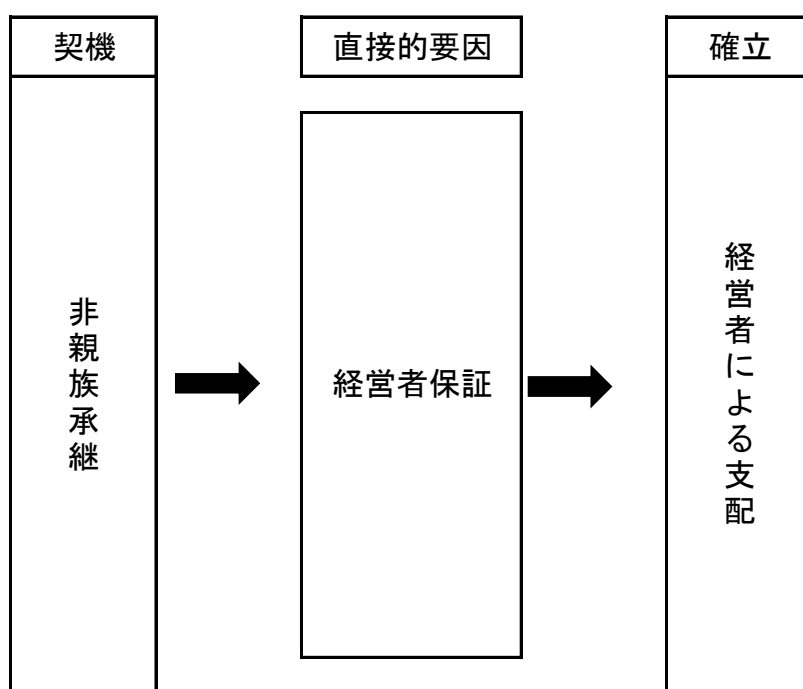 契機
直接的要因
確立
非親族承継
経営者保証
経営者による支配